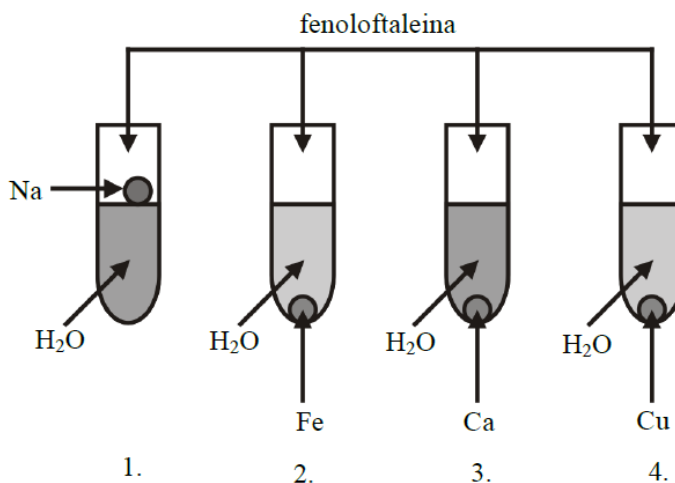 fenoloftaleina
Na
H₂O H₂O H₂O H₂O
Fe Ca Cu
1. 2. 3. 4.